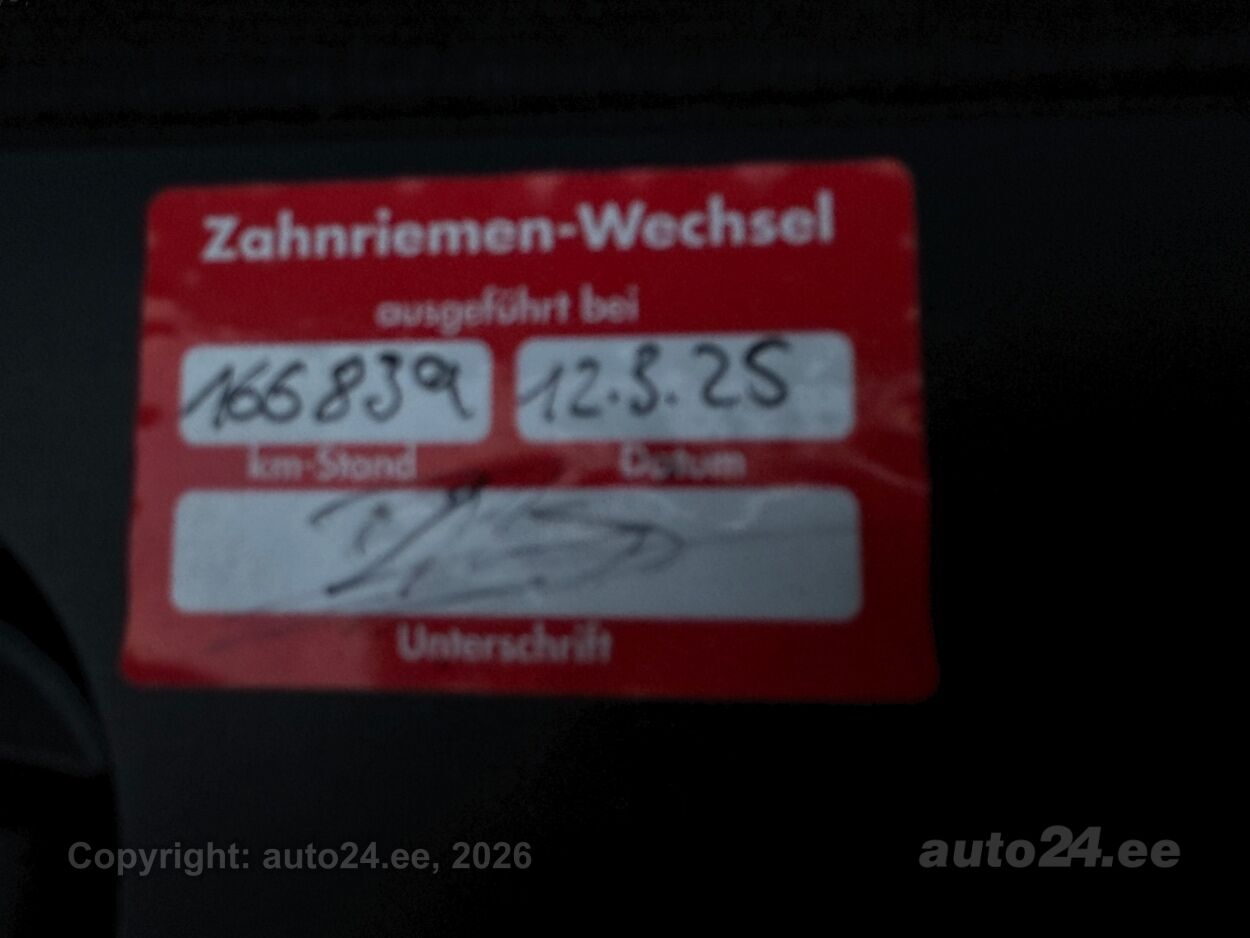 Zahnriemen-Wechsel
ausgeführt bei
166839 12.3.25
km-Stand Datum
Unterschrift
Copyright: auto24.ee, 2026 auto24.ee